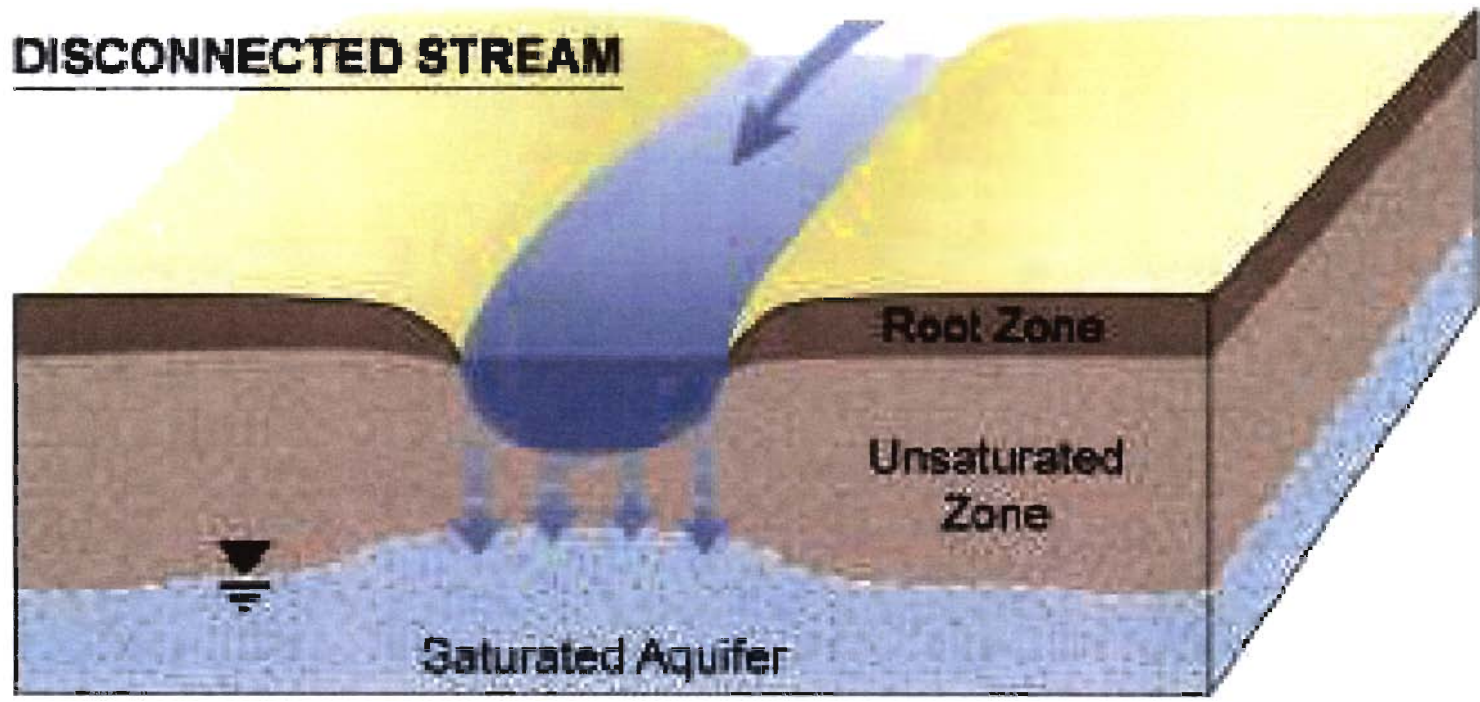 DISCONNECTED STREAM
Root Zone
Unsaturated
Zone
Saturated Aquifer